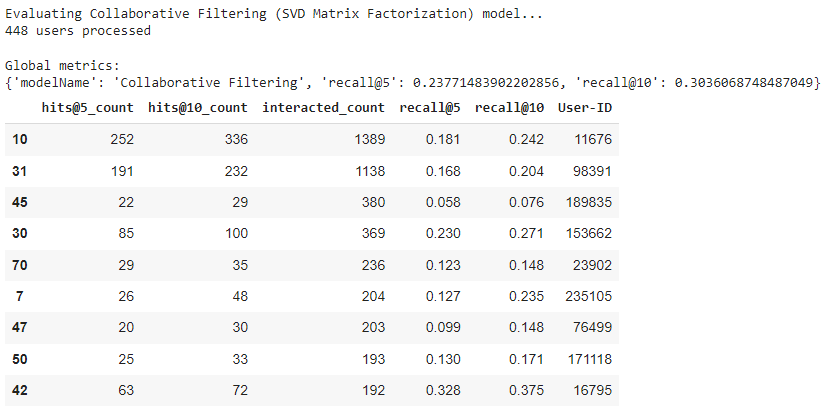 Evaluating Collaborative Filtering (SVD Matrix Factorization) model...
448 users processed
Global metrics:
{'modelName': 'Collaborative Filtering', 'recall@5': 0.23771483902202856, 'recall@10': 0.3036068748487049}
hits@5_count hits@10_count interacted_count recall@5 recall@10 User-ID
10 252 336 1389 0.181 0.242 11676
31 191 232 1138 0.168 0.204 98391
45 22 29 380 0.058 0.076 189835
30 85 100 369 0.230 0.271 153662
70 29 35 236 0.123 0.148 23902
7 26 48 204 0.127 0.235 235105
47 20 30 203 0.099 0.148 76499
50 25 33 193 0.130 0.171 171118
42 63 72 192 0.328 0.375 16795